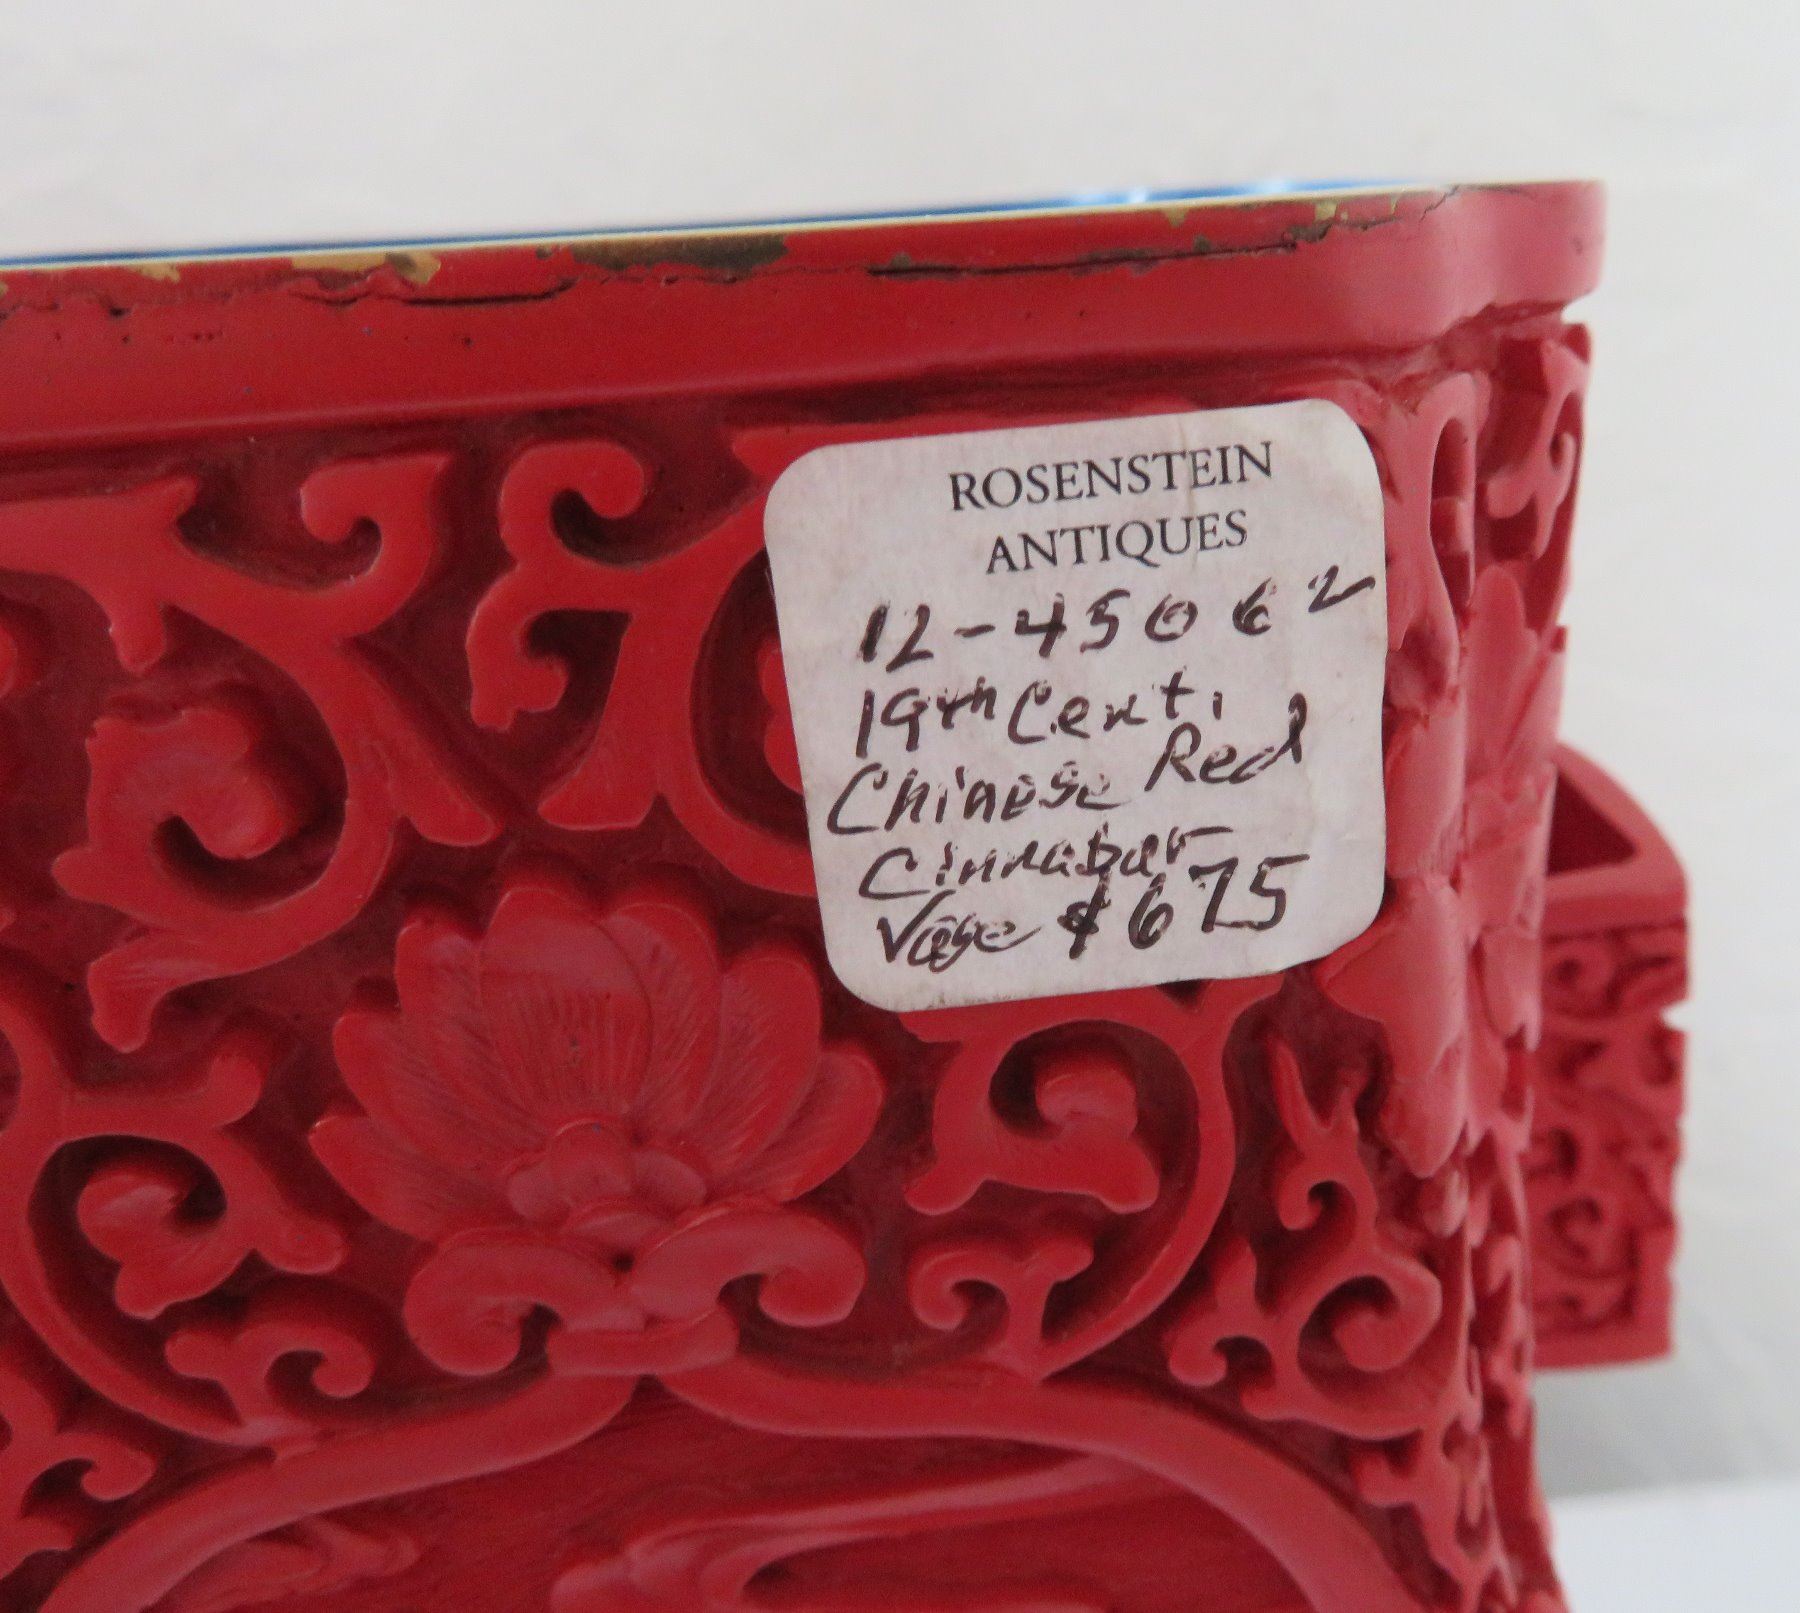 ROSENSTEIN
ANTIQUES
12-45062
19th Cent.
Chinese Red
Cinnabar
Vase $675